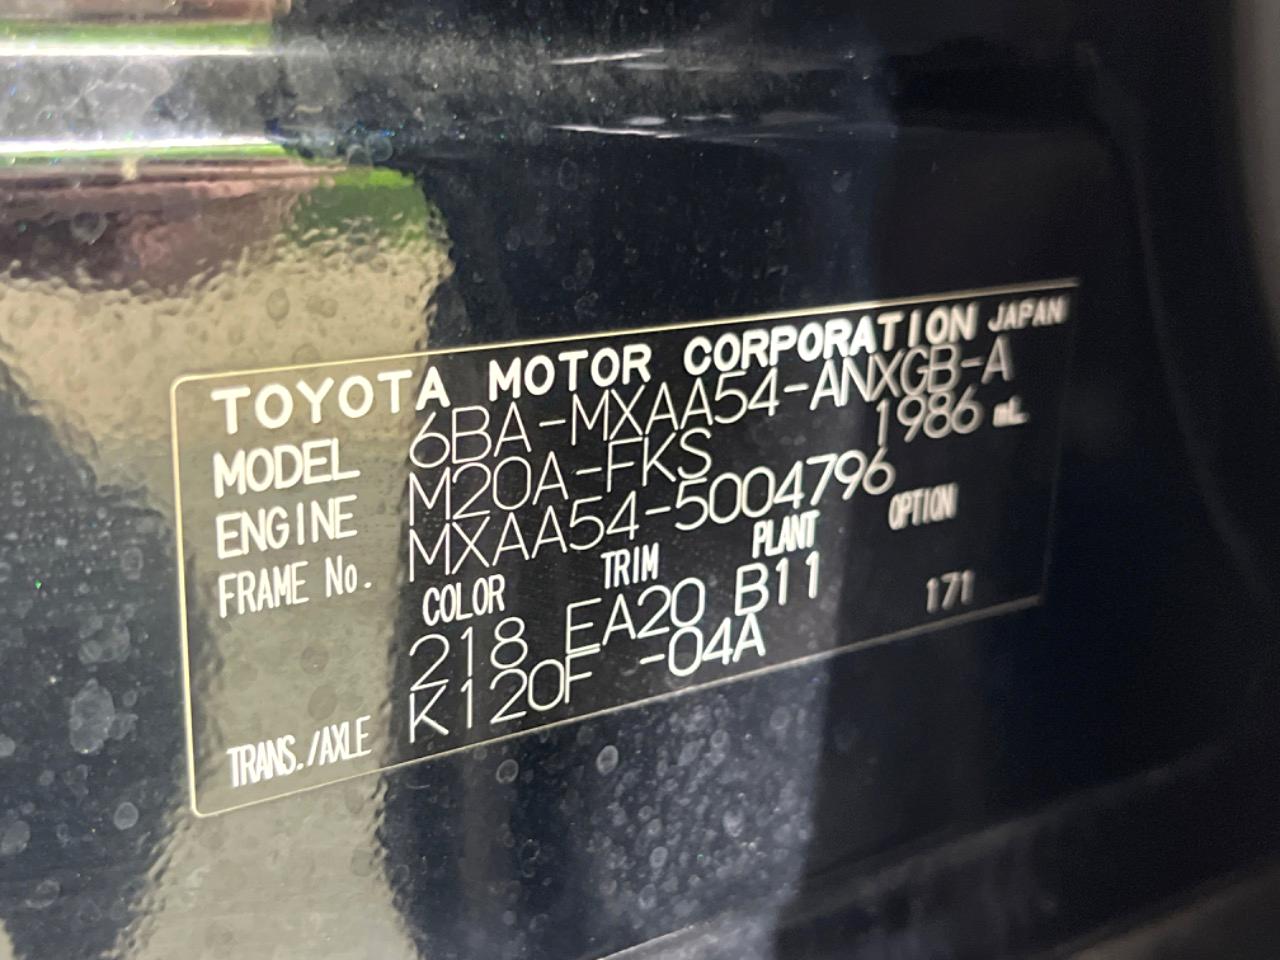 TOYOTA MOTOR CORPORATION JAPAN
MODEL 6BA-MXAA54-ANXGB-A
ENGINE M20A-FKS 1986 mL
FRAME No. MXAA54-5004796
COLOR TRIM PLANT OPTION
218 EA20 B11 171
TRANS./AXLE K120F -04A